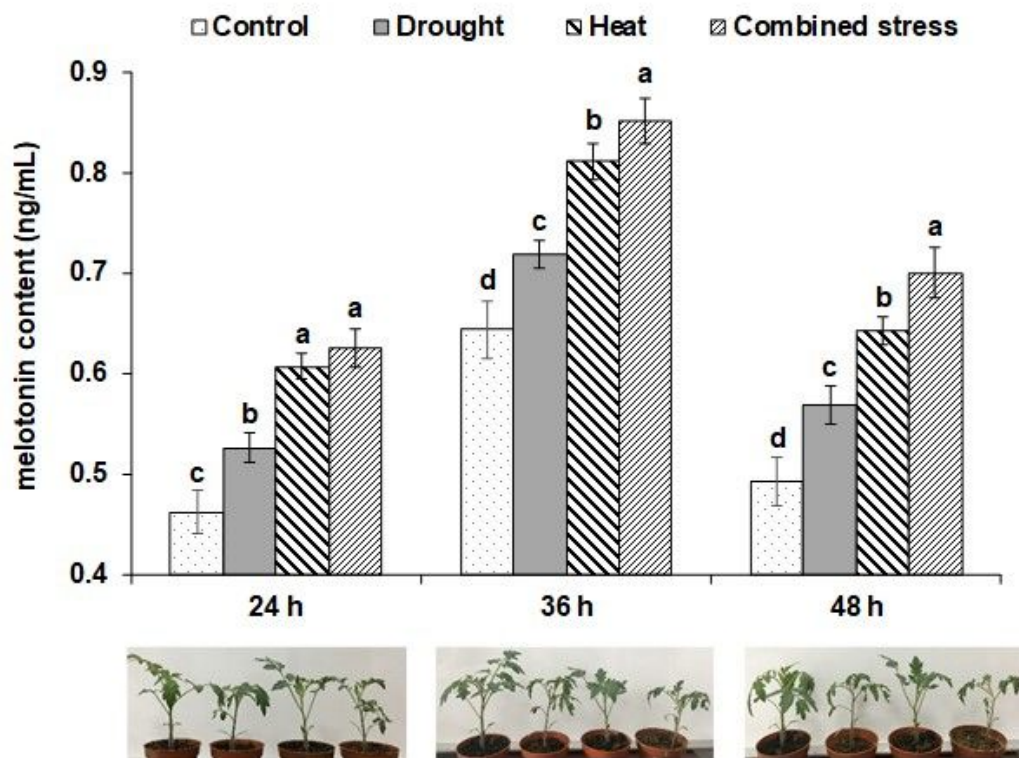 Control Drought Heat Combined stress
0.9
0.8
0.7
0.6
0.5
0.4
melotonin content (ng/mL)
c b a a
d c b a
d c b a
24 h 36 h 48 h